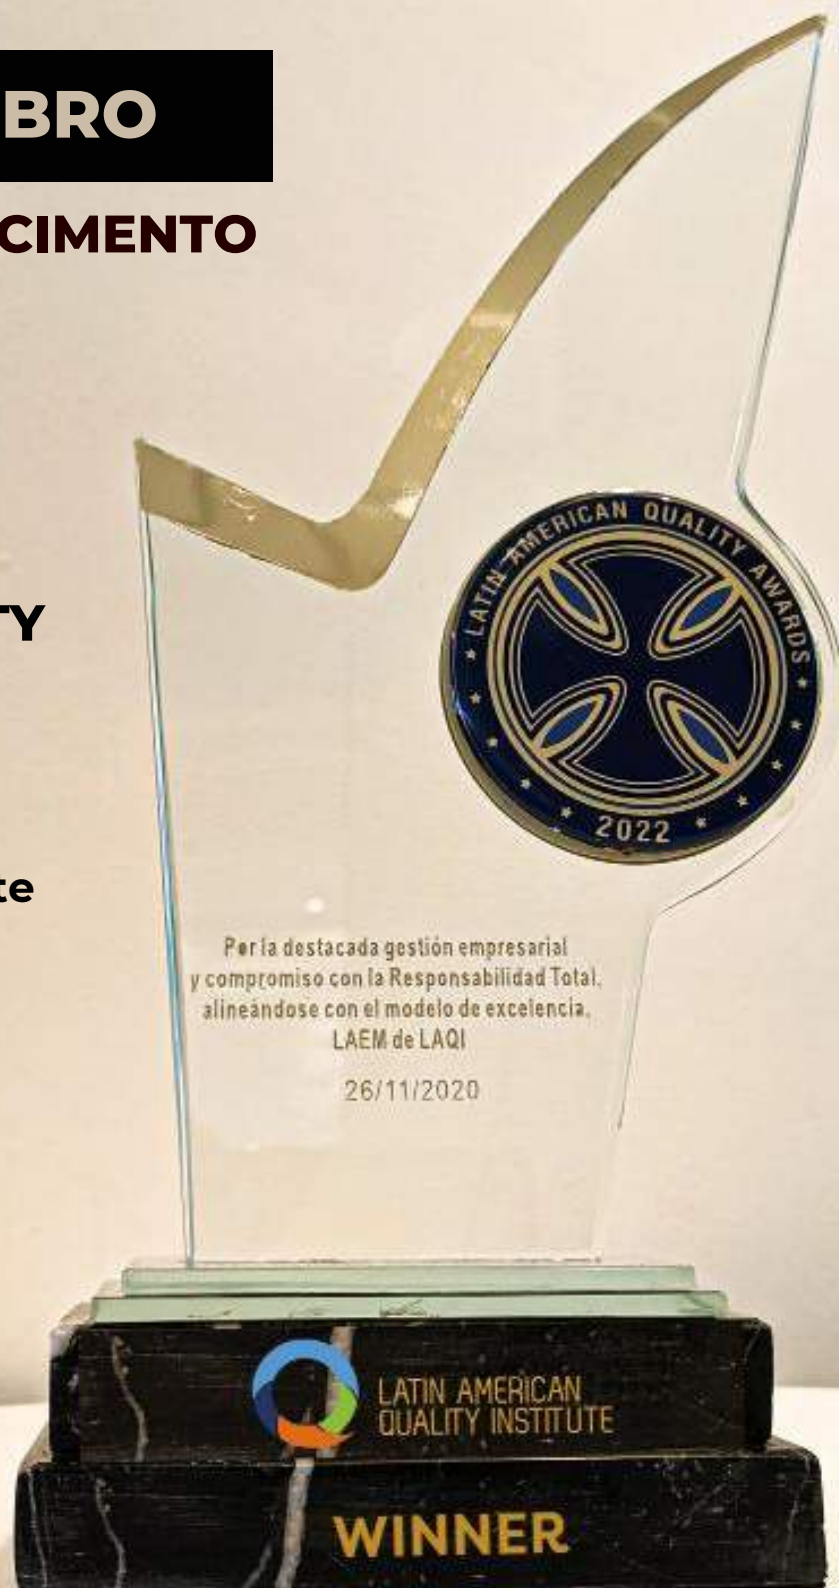 BRO
CIMENTO
TY
te
LATIN AMERICAN QUALITY AWARDS
2022
Por la destacada gestión empresarial
y compromiso con la Responsabilidad Total,
alineándose con el modelo de excelencia,
LAEM de LAQI
26/11/2020
LATIN AMERICAN
QUALITY INSTITUTE
WINNER